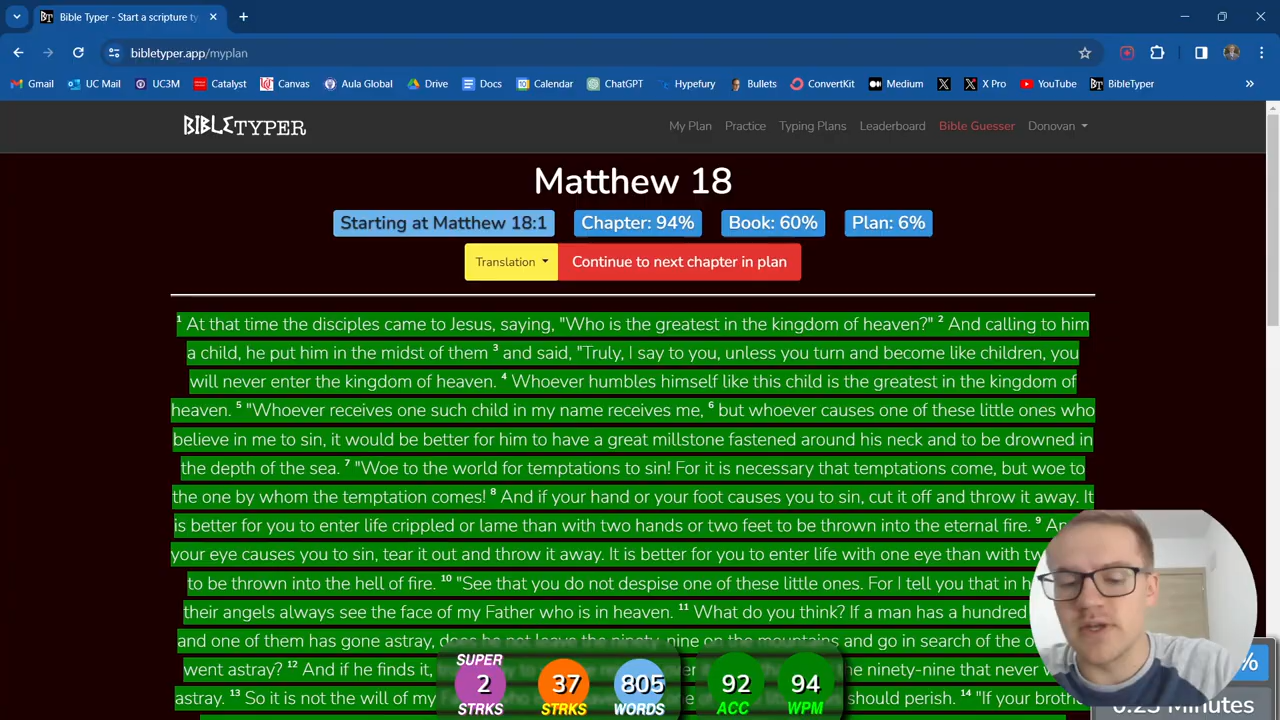 Bible Typer - Start a scripture ty
bibletyper.app/myplan
Gmail UC Mail UC3M Catalyst Canvas Aula Global Drive Docs Calendar ChatGPT Hypefury Bullets ConvertKit Medium X X Pro YouTube BibleTyper
BIBLETYPER My Plan Practice Typing Plans Leaderboard Bible Guesser Donovan
Matthew 18
Starting at Matthew 18:1 Chapter: 94% Book: 60% Plan: 6%
Translation Continue to next chapter in plan
1 At that time the disciples came to Jesus, saying, "Who is the greatest in the kingdom of heaven?" 2 And calling to him
a child, he put him in the midst of them 3 and said, "Truly, I say to you, unless you turn and become like children, you
will never enter the kingdom of heaven. 4 Whoever humbles himself like this child is the greatest in the kingdom of
heaven. 5 "Whoever receives one such child in my name receives me, 6 but whoever causes one of these little ones who
believe in me to sin, it would be better for him to have a great millstone fastened around his neck and to be drowned in
the depth of the sea. 7 "Woe to the world for temptations to sin! For it is necessary that temptations come, but woe to
the one by whom the temptation comes! 8 And if your hand or your foot causes you to sin, cut it off and throw it away. It
is better for you to enter life crippled or lame than with two hands or two feet to be thrown into the eternal fire. 9
your eye causes you to sin, tear it out and throw it away. It is better for you to enter life with one eye than with
to be thrown into the hell of fire. 10 "See that you do not despise one of these little ones. For I tell you that in
their angels always see the face of my Father who is in heaven. 11 What do you think? If a man has a hundred
and one of them has gone astray, does he not leave the ninety-nine on the mountains and go in search of the
went astray? 12 And if he finds it, the ninety-nine that never
astray. 13 So it is not the will of my should perish. 14 "If your
SUPER
2 37 805 92 94
STRKS STRKS WORDS ACC WPM
%
0.23 Minutes